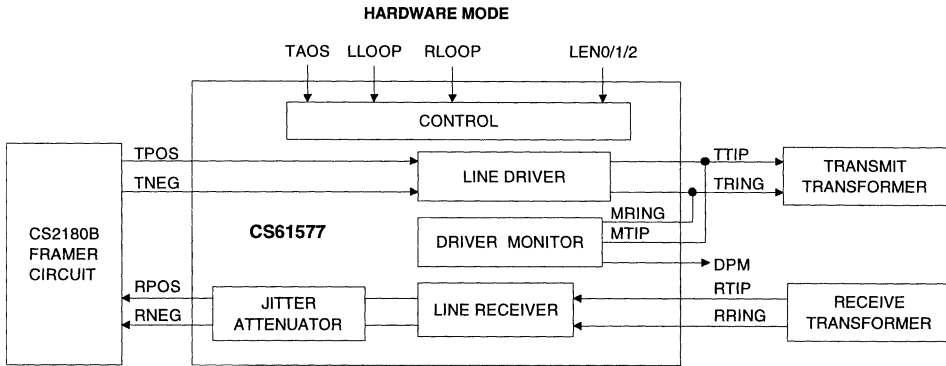 HARDWARE MODE
TAOS LLOOP RLOOP LEN0/1/2
CONTROL
TPOS
TNEG
LINE DRIVER
TTIP
TRING
TRANSMIT
TRANSFORMER
CS2180B
FRAMER
CIRCUIT
CS61577
MRING
MTIP
DRIVER MONITOR
DPM
RPOS
RNEG
JITTER
ATTENUATOR
LINE RECEIVER
RTIP
RRING
RECEIVE
TRANSFORMER